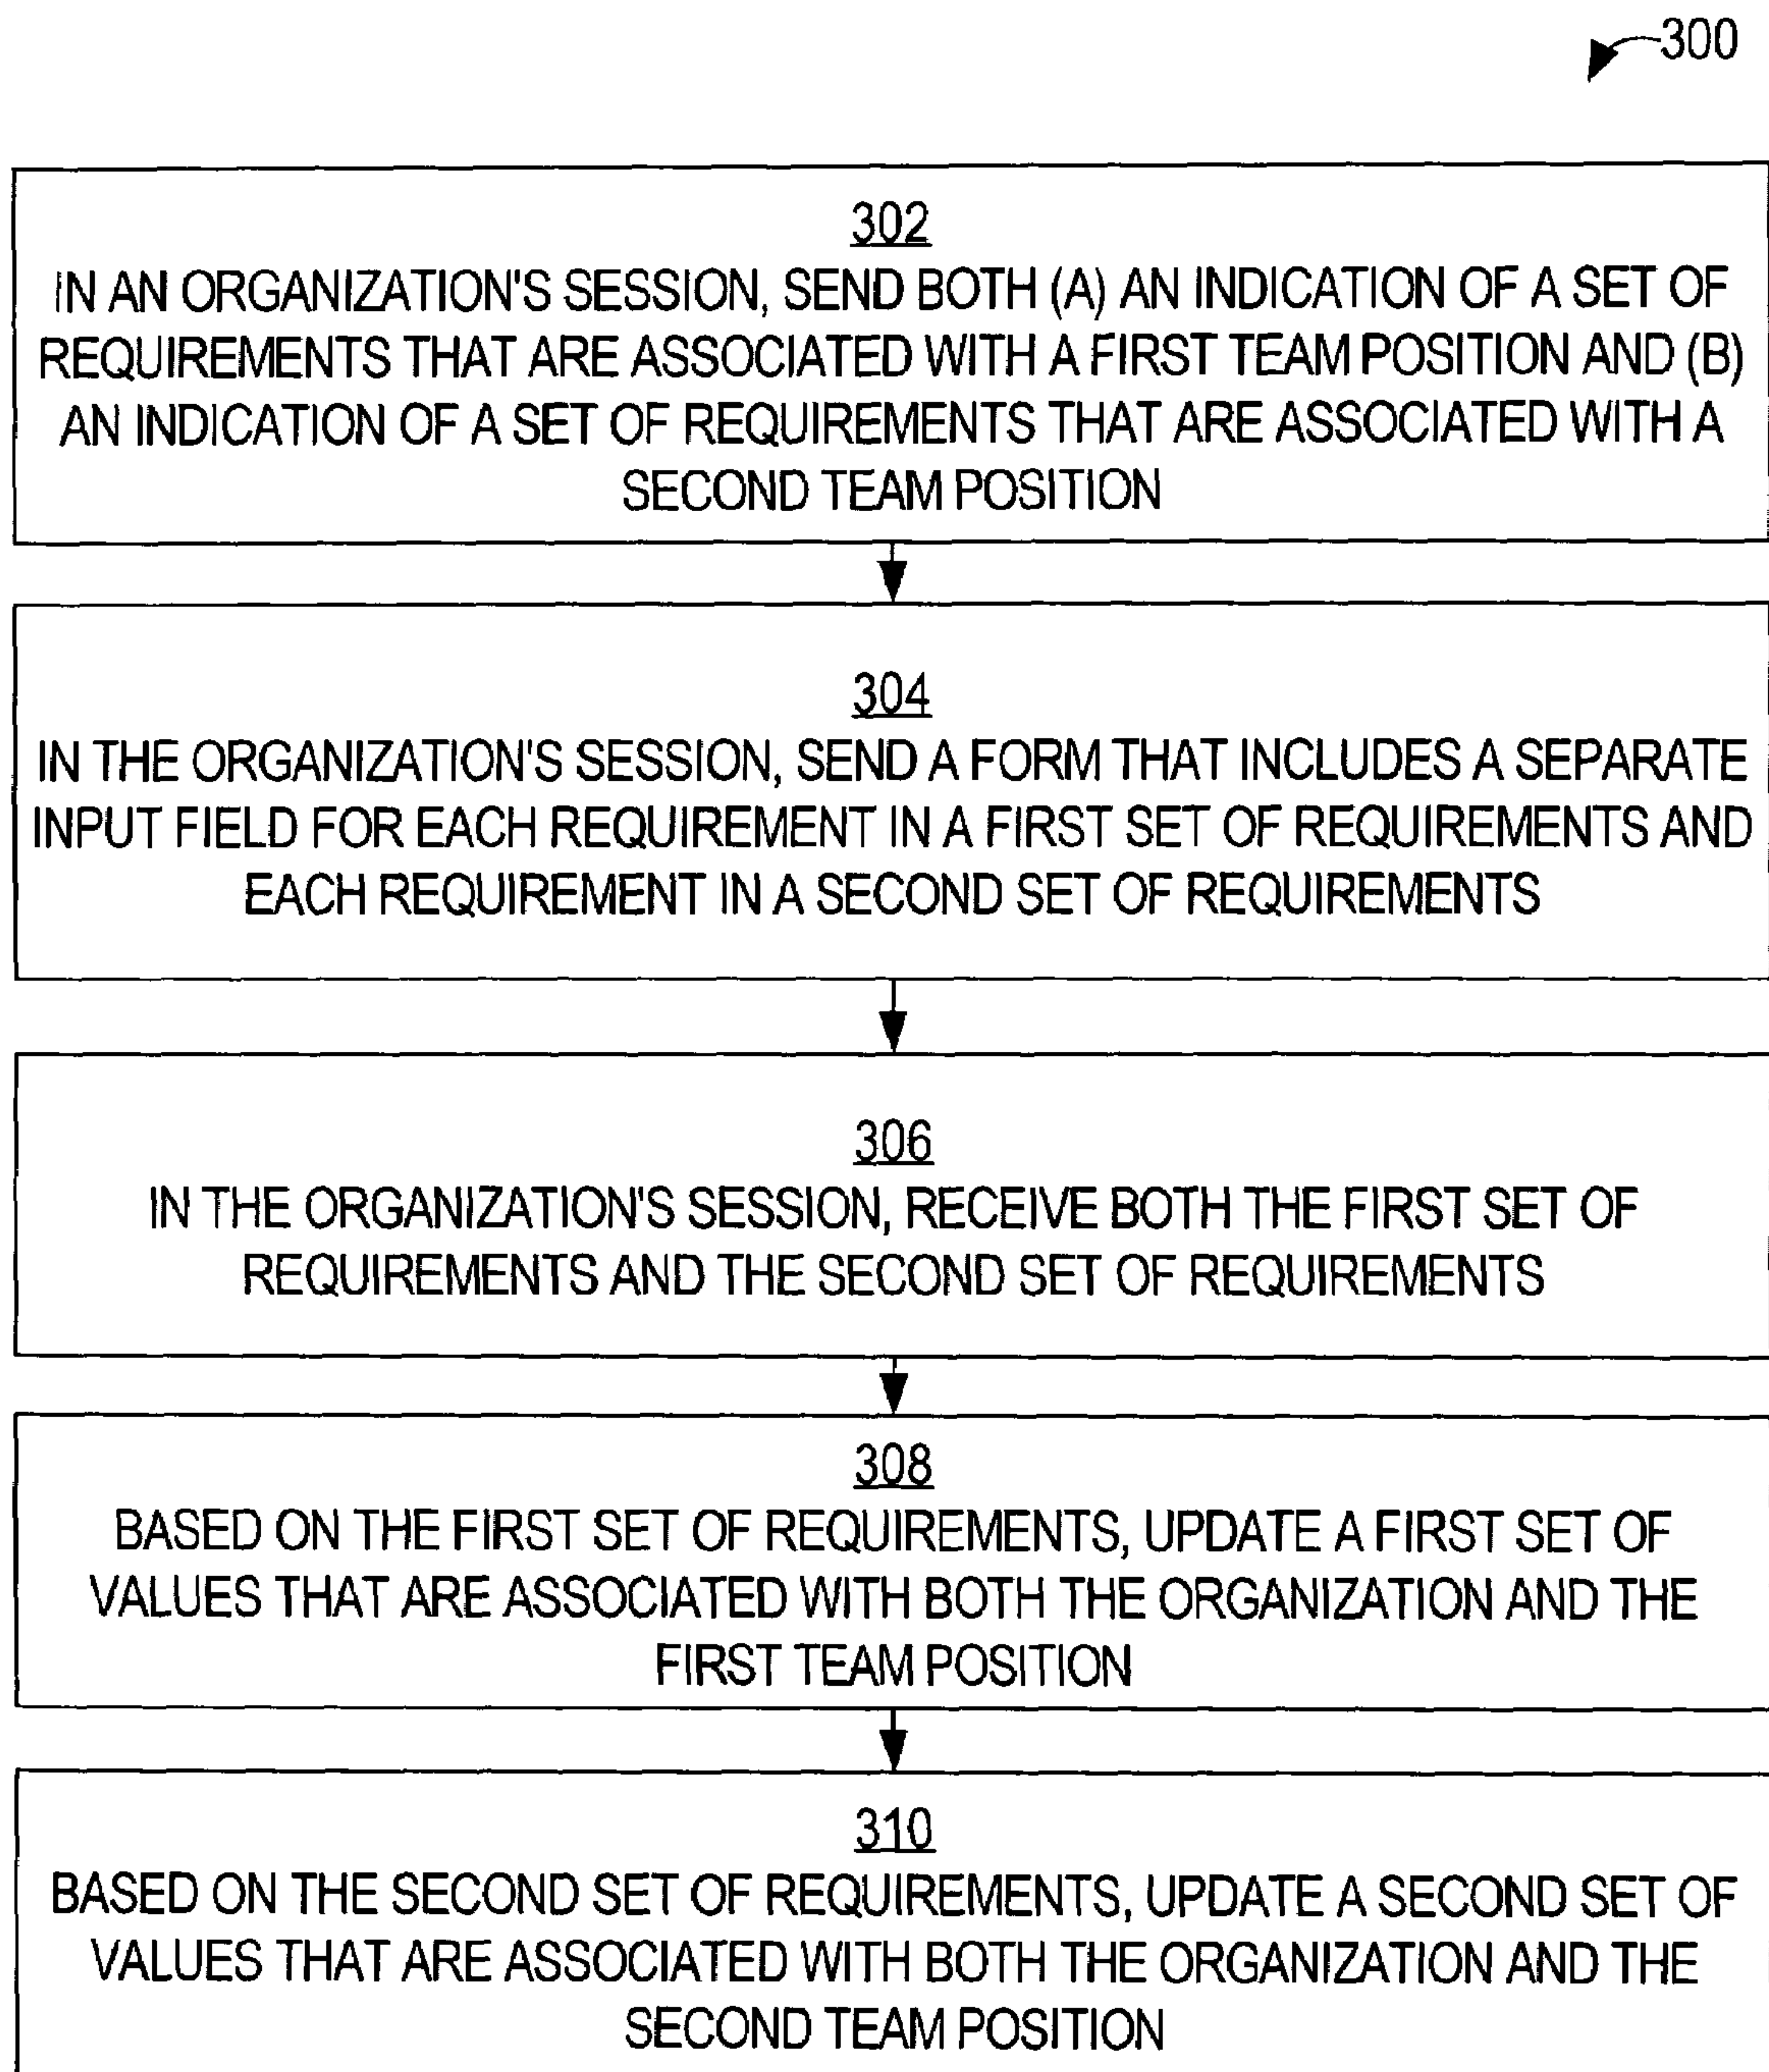 300
302
IN AN ORGANIZATION'S SESSION, SEND BOTH (A) AN INDICATION OF A SET OF
REQUIREMENTS THAT ARE ASSOCIATED WITH A FIRST TEAM POSITION AND (B)
AN INDICATION OF A SET OF REQUIREMENTS THAT ARE ASSOCIATED WITH A
SECOND TEAM POSITION
304
IN THE ORGANIZATION'S SESSION, SEND A FORM THAT INCLUDES A SEPARATE
INPUT FIELD FOR EACH REQUIREMENT IN A FIRST SET OF REQUIREMENTS AND
EACH REQUIREMENT IN A SECOND SET OF REQUIREMENTS
306
IN THE ORGANIZATION'S SESSION, RECEIVE BOTH THE FIRST SET OF
REQUIREMENTS AND THE SECOND SET OF REQUIREMENTS
308
BASED ON THE FIRST SET OF REQUIREMENTS, UPDATE A FIRST SET OF
VALUES THAT ARE ASSOCIATED WITH BOTH THE ORGANIZATION AND THE
FIRST TEAM POSITION
310
BASED ON THE SECOND SET OF REQUIREMENTS, UPDATE A SECOND SET OF
VALUES THAT ARE ASSOCIATED WITH BOTH THE ORGANIZATION AND THE
SECOND TEAM POSITION